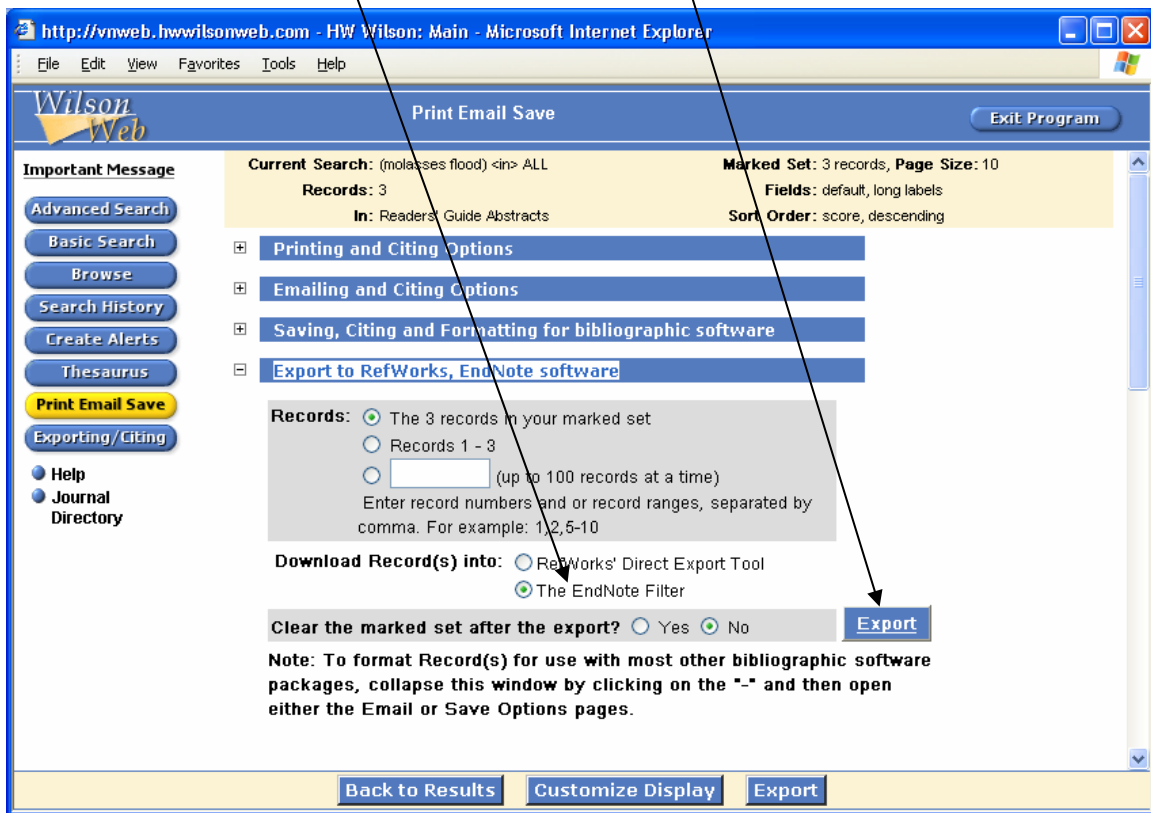 http://vnweb.hwwilsonweb.com - HW Wilson: Main - Microsoft Internet Explorer
File Edit View Favorites Tools Help
Wilson Web
Print Email Save
Exit Program
Important Message
Advanced Search
Basic Search
Browse
Search History
Create Alerts
Thesaurus
Print Email Save
Exporting/Citing
Help
Journal
Directory
Current Search: (molasses flood) <in> ALL
Records: 3
In: Readers' Guide Abstracts
Marked Set: 3 records, Page Size: 10
Fields: default, long labels
Sort Order: score, descending
Printing and Citing Options
Emailing and Citing Options
Saving, Citing and Formatting for bibliographic software
Export to RefWorks, EndNote software
Records: The 3 records in your marked set
Records 1 - 3
(up to 100 records at a time)
Enter record numbers and or record ranges, separated by
comma. For example: 1,2,5-10
Download Record(s) into: RefWorks' Direct Export Tool
The EndNote Filter
Clear the marked set after the export? Yes No
Export
Note: To format Record(s) for use with most other bibliographic software
packages, collapse this window by clicking on the "-" and then open
either the Email or Save Options pages.
Back to Results Customize Display Export